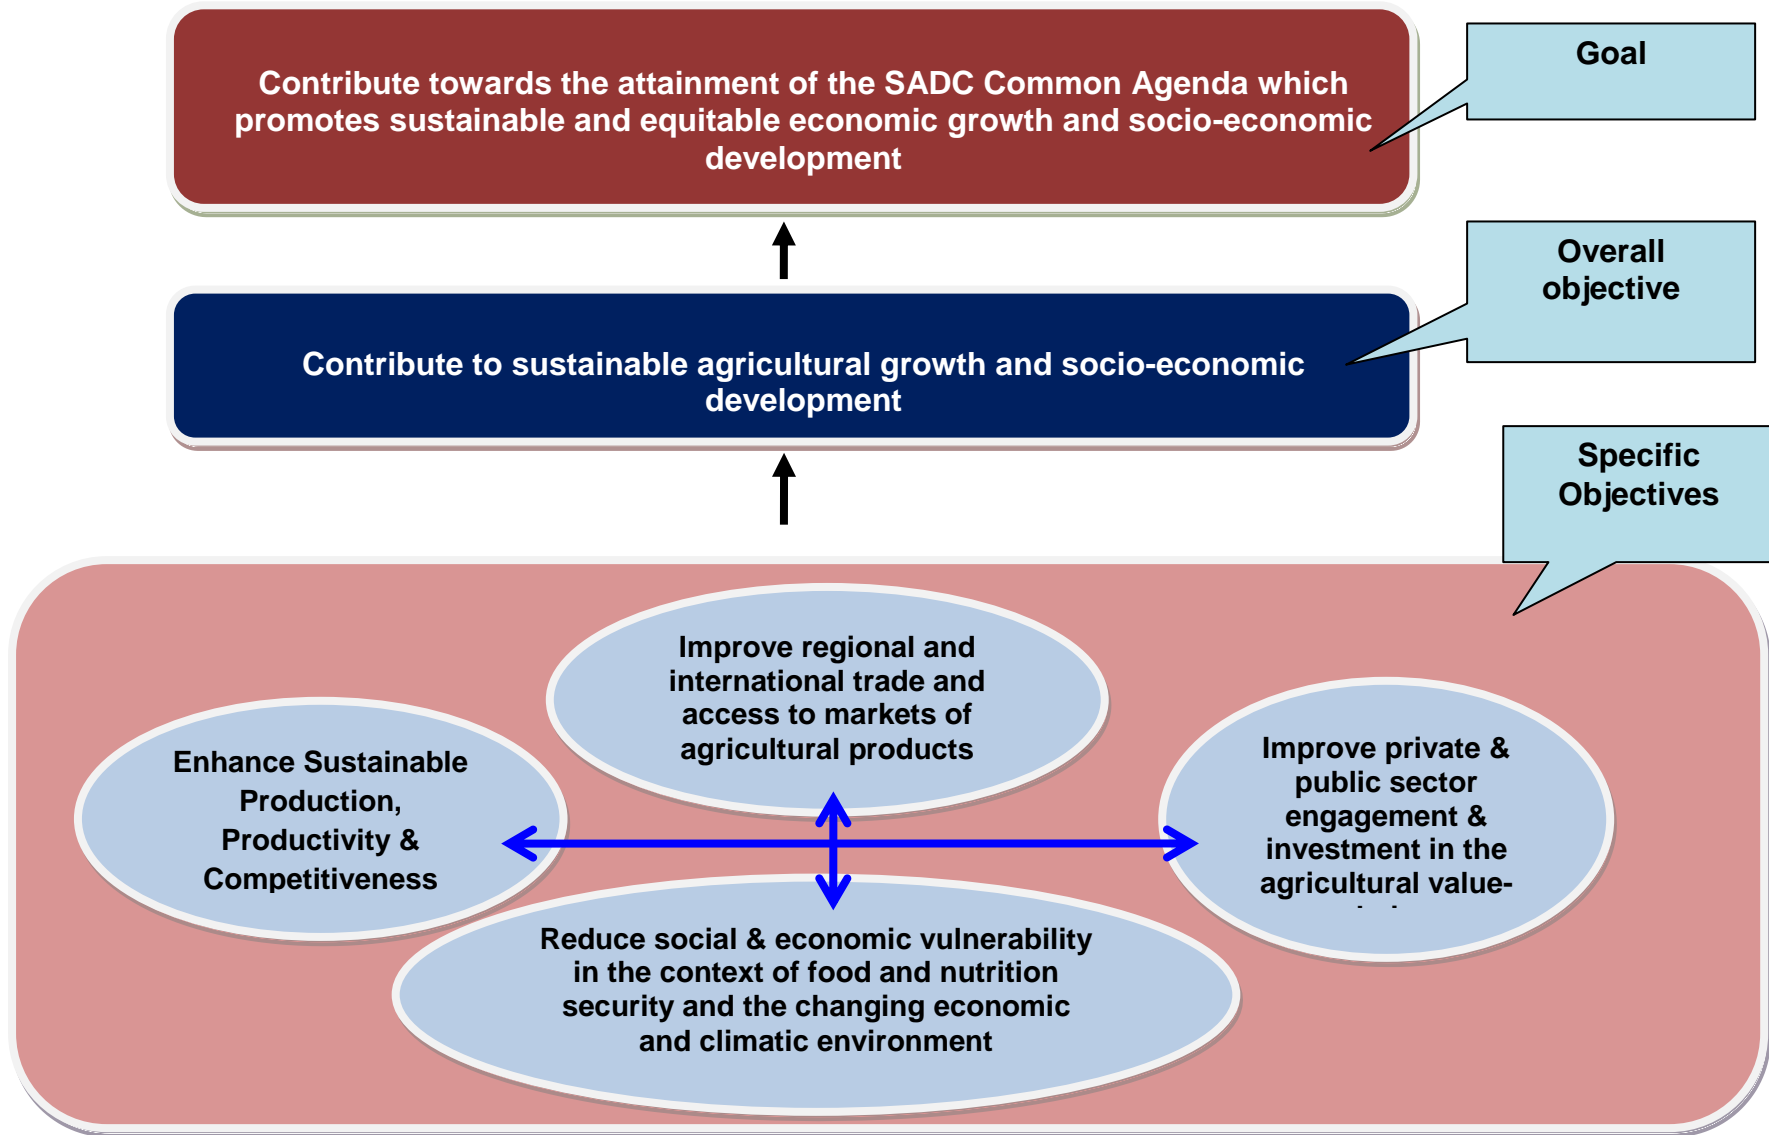 Contribute towards the attainment of the SADC Common Agenda which
promotes sustainable and equitable economic growth and socio-economic
development
Goal
Contribute to sustainable agricultural growth and socio-economic
development
Overall
objective
Specific
Objectives
Improve regional and
international trade and
access to markets of
agricultural products
Enhance Sustainable
Production,
Productivity &
Competitiveness
Improve private &
public sector
engagement &
investment in the
agricultural value-
Reduce social & economic vulnerability
in the context of food and nutrition
security and the changing economic
and climatic environment